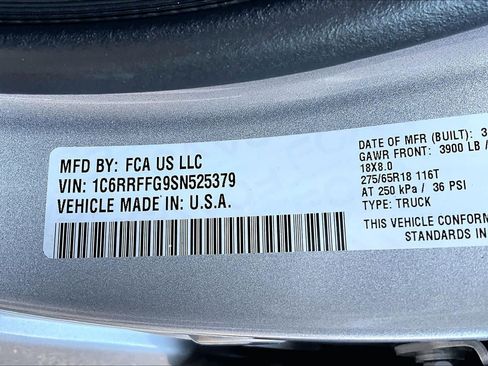 MFD BY: FCA US LLC
VIN: 1C6RRFFG9SN525379
VEHICLE MADE IN: U.S.A.
DATE OF MFR (BUILT): 3
GAWR FRONT: 3900 LB /
18X8.0
275/65R18 116T
AT 250 kPa / 36 PSI
TYPE: TRUCK
THIS VEHICLE CONFORM
STANDARDS IN